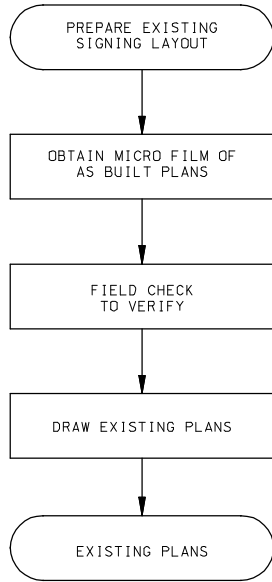 PREPARE EXISTING
SIGNING LAYOUT
OBTAIN MICRO FILM OF
AS BUILT PLANS
FIELD CHECK
TO VERIFY
DRAW EXISTING PLANS
EXISTING PLANS